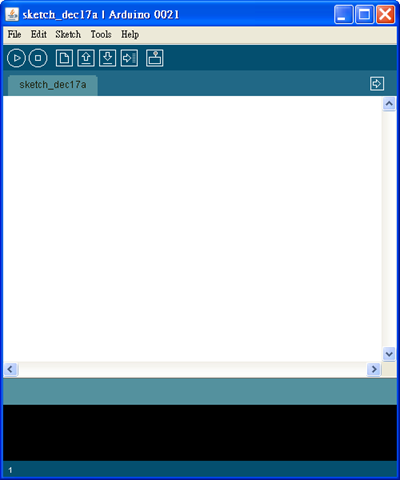 sketch_dec17a | Arduino 0021
File Edit Sketch Tools Help
sketch_dec17a
1